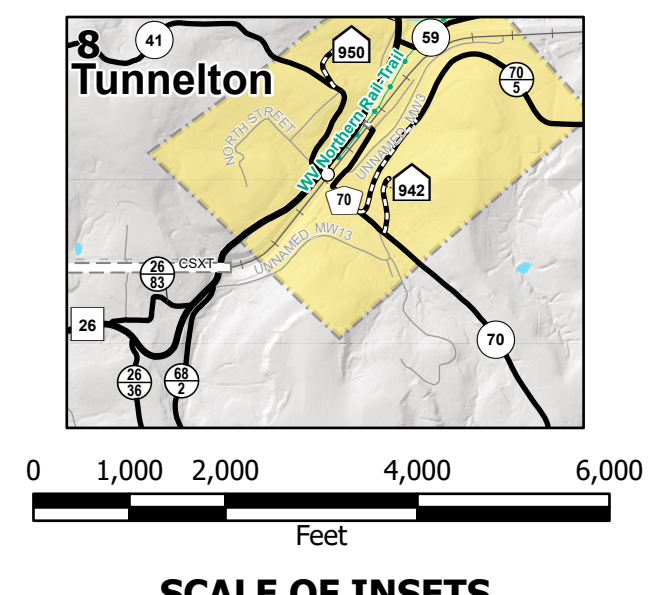 8
Tunnelton
41
950
59
70
5
WV Northern Rail-Trail
NORTH STREET
UNNAMED MW3
942
70
UNNAMED MW13
CSXT
26
83
26
70
26
36
68
2
0 1,000 2,000 4,000 6,000
Feet
SCALE OF INSETS